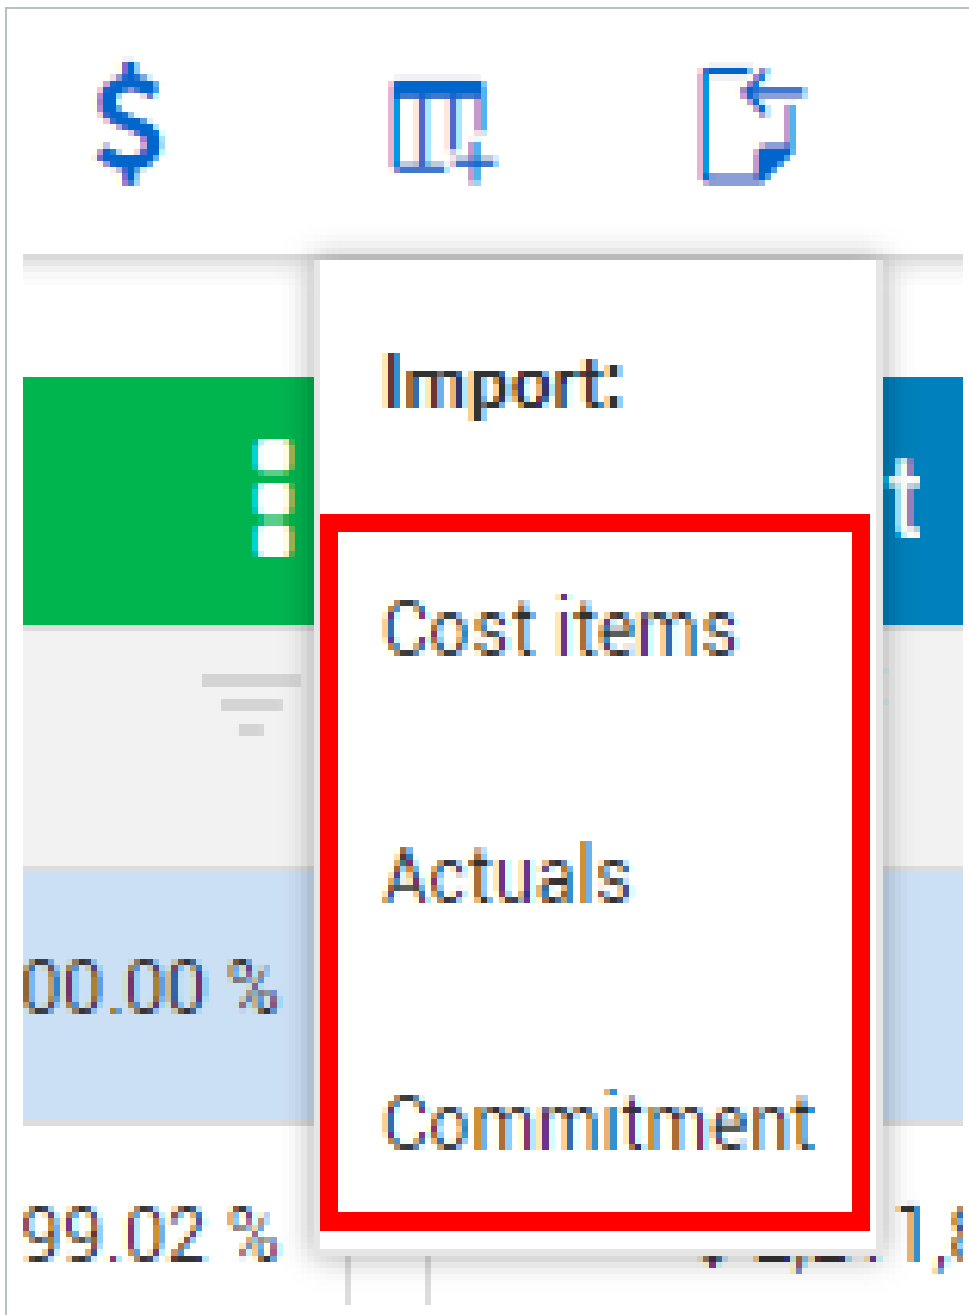 $
Import:
t
Cost items
Actuals
00.00 %
Commitment
99.02 %